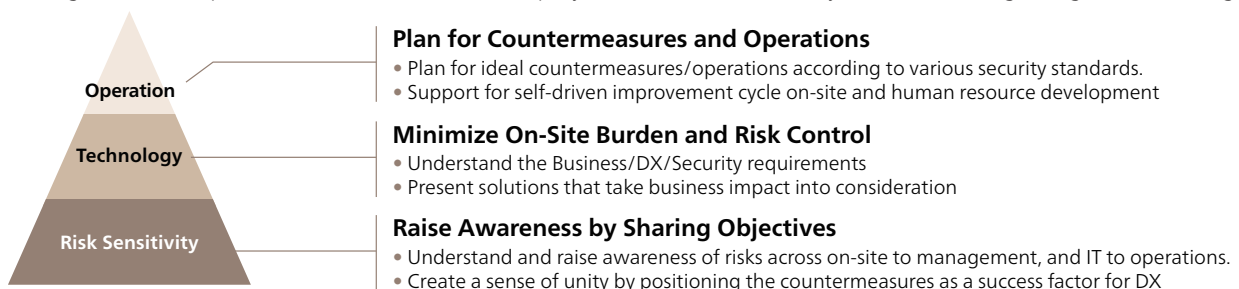 Operation
Plan for Countermeasures and Operations
• Plan for ideal countermeasures/operations according to various security standards.
• Support for self-driven improvement cycle on-site and human resource development
Technology
Minimize On-Site Burden and Risk Control
• Understand the Business/DX/Security requirements
• Present solutions that take business impact into consideration
Risk Sensitivity
Raise Awareness by Sharing Objectives
• Understand and raise awareness of risks across on-site to management, and IT to operations.
• Create a sense of unity by positioning the countermeasures as a success factor for DX